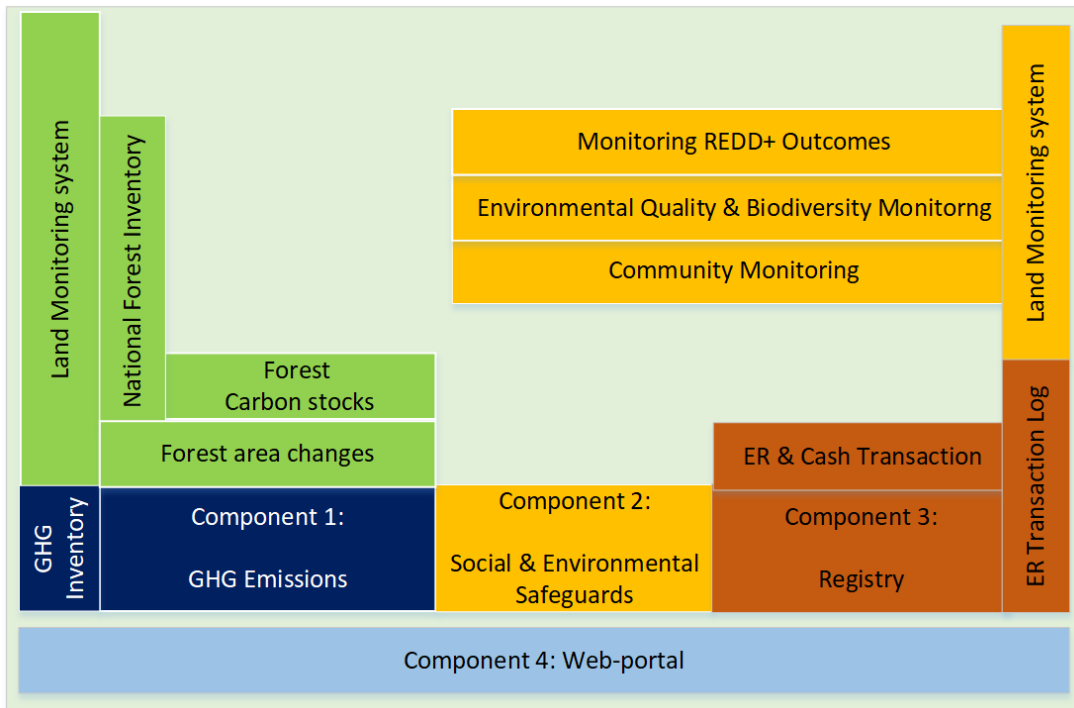 Land Monitoring system
National Forest Inventory
Forest
Carbon stocks
Forest area changes
GHG
Inventory
Component 1:
GHG Emissions
Monitoring REDD+ Outcomes
Environmental Quality & Biodiversity Monitorng
Community Monitoring
Component 2:
Social & Environmental
Safeguards
ER & Cash Transaction
Component 3:
Registry
Land Monitoring system
ER Transaction Log
Component 4: Web-portal